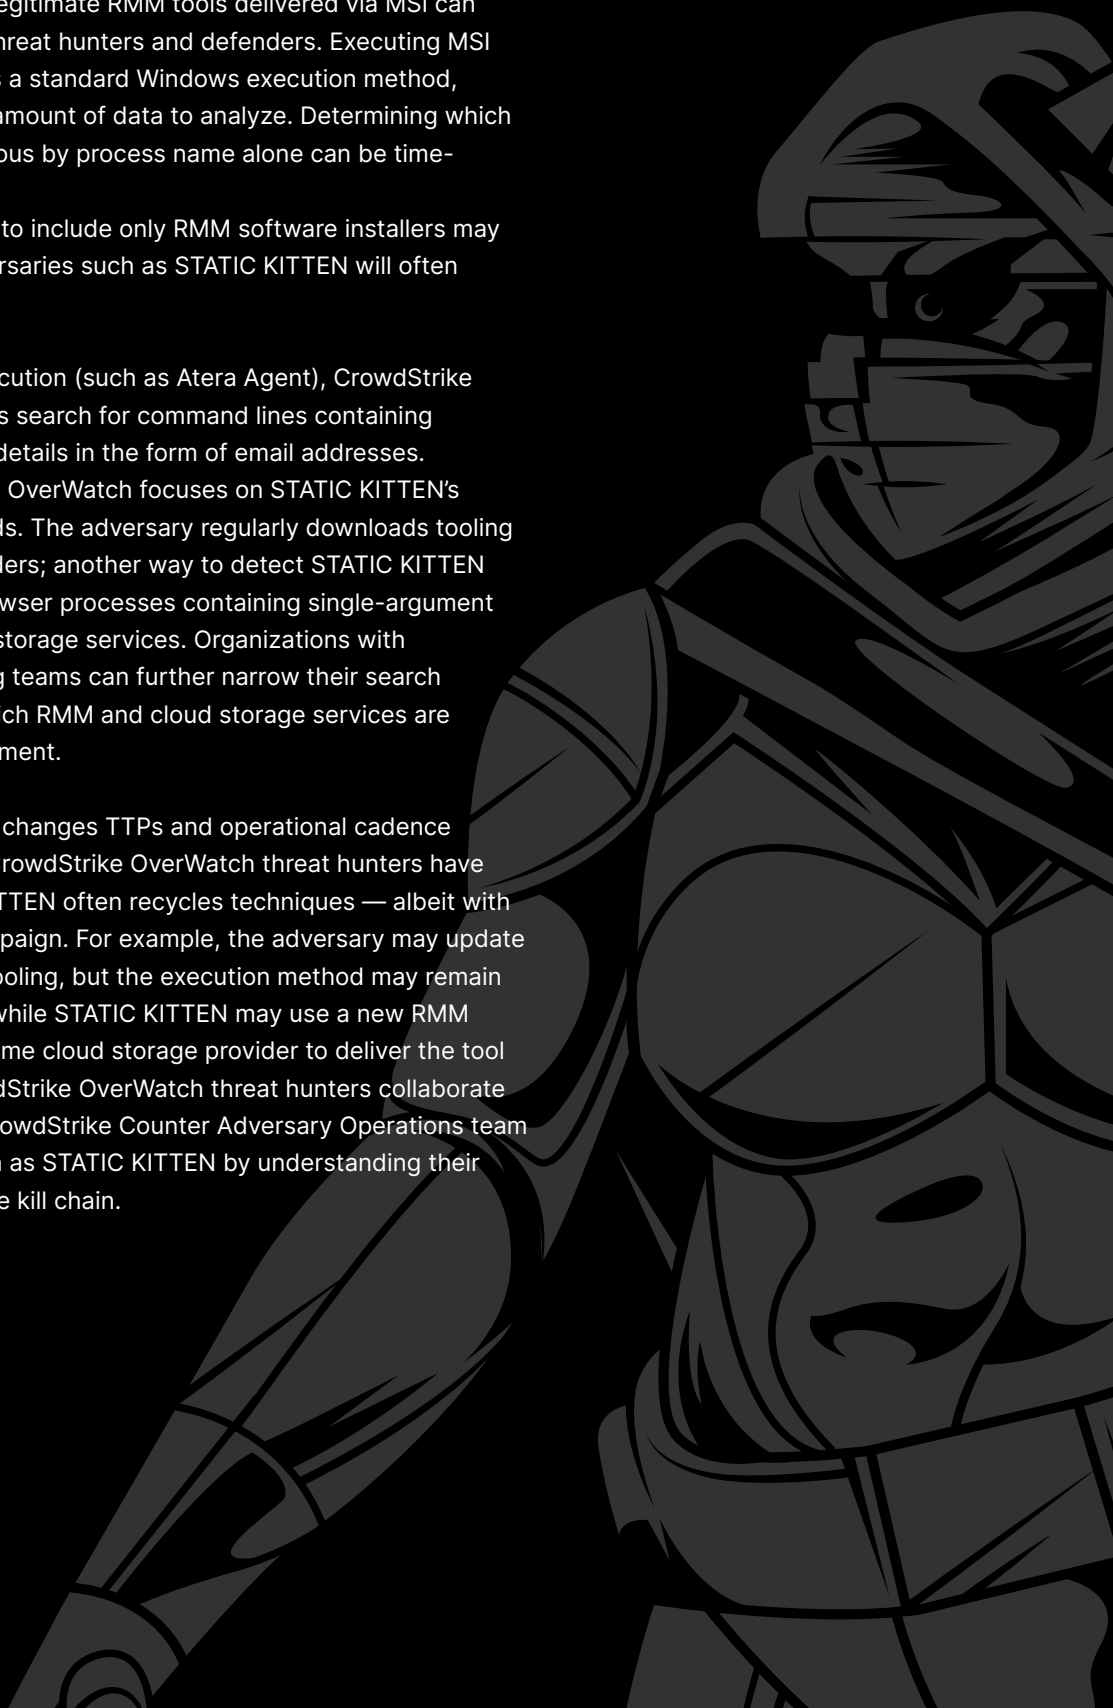 legitimate RMM tools delivered via MSI can
threat hunters and defenders. Executing MSI
s a standard Windows execution method,
amount of data to analyze. Determining which
ous by process name alone can be time-
to include only RMM software installers may
rsaries such as STATIC KITTEN will often
cution (such as Atera Agent), CrowdStrike
s search for command lines containing
details in the form of email addresses.
OverWatch focuses on STATIC KITTEN’s
ds. The adversary regularly downloads tooling
ders; another way to detect STATIC KITTEN
wser processes containing single-argument
storage services. Organizations with
g teams can further narrow their search
ich RMM and cloud storage services are
ment.
changes TTPs and operational cadence
CrowdStrike OverWatch threat hunters have
TTEN often recycles techniques — albeit with
paign. For example, the adversary may update
ooling, but the execution method may remain
while STATIC KITTEN may use a new RMM
me cloud storage provider to deliver the tool
dStrike OverWatch threat hunters collaborate
owdStrike Counter Adversary Operations team
as STATIC KITTEN by understanding their
e kill chain.